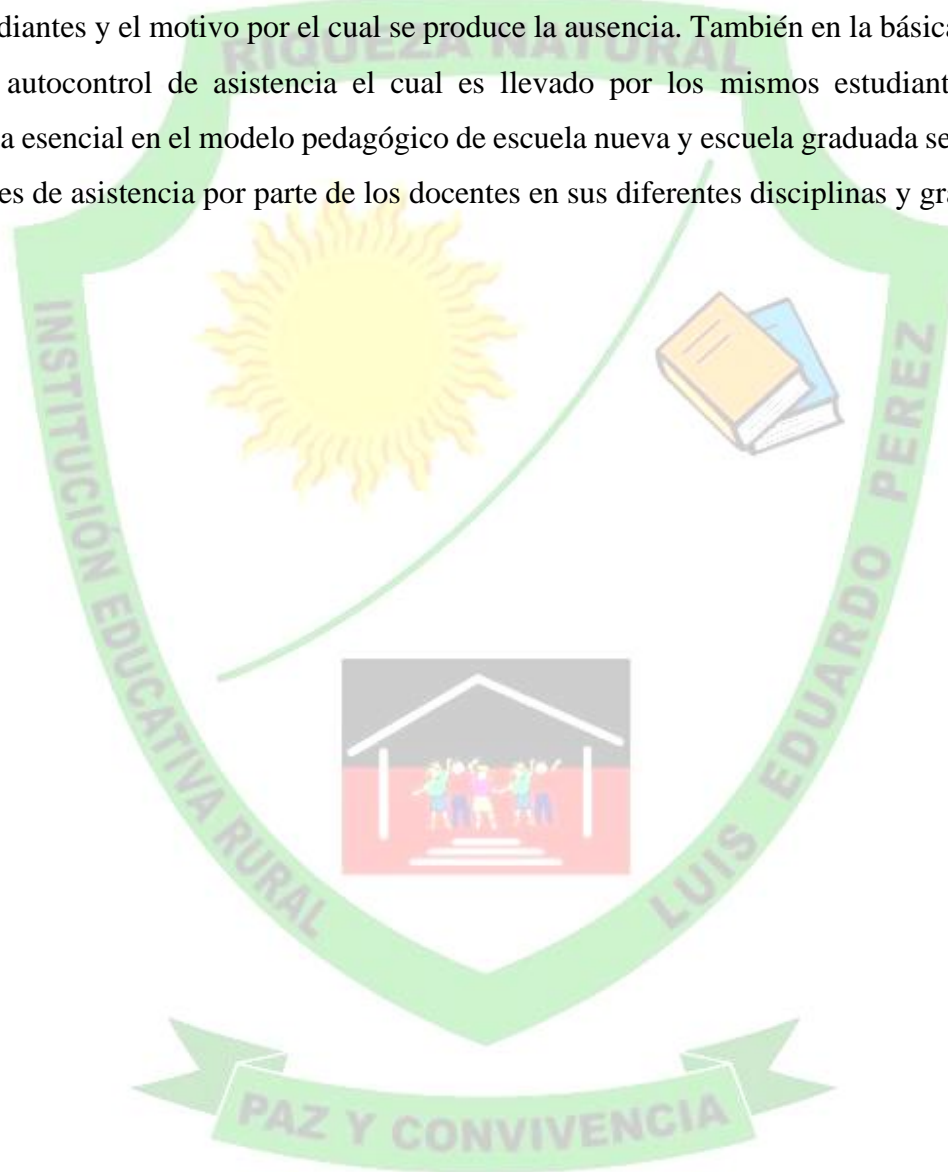 diantes y el motivo por el cual se produce la ausencia. También en la básica
autocontrol de asistencia el cual es llevado por los mismos estudiant
a esencial en el modelo pedagógico de escuela nueva y escuela graduada se
es de asistencia por parte de los docentes en sus diferentes disciplinas y gra
RIQUEZA NATURAL
INSTITUCIÓN EDUCATIVA RURAL
LUIS EDUARDO PEREZ
PAZ Y CONVIVENCIA